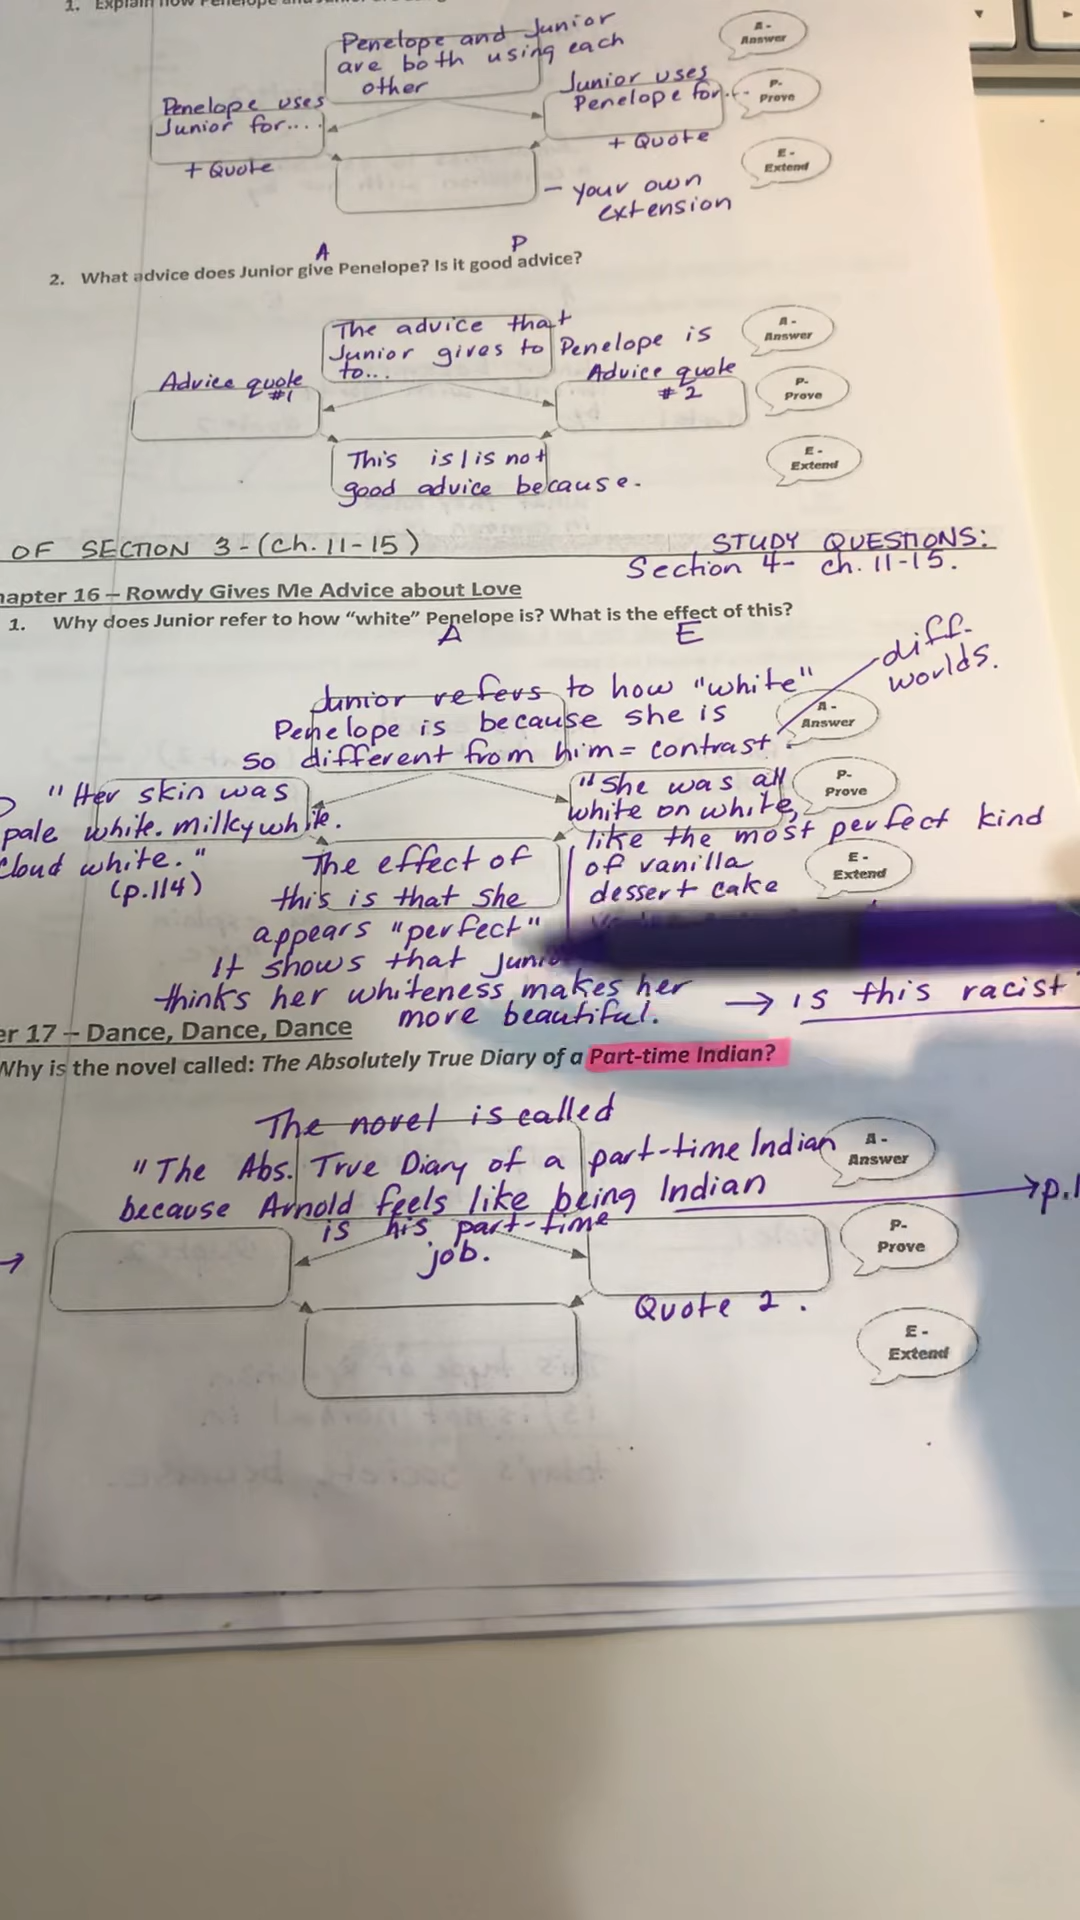 1. Explain how Penelope and Junior are
Penelope and Junior
are both using each
other
A-
Answer
Penelope uses
Junior for....
+ Quote
Junior uses
Penelope for...
+ Quote
P-
Prove
E-
Extend
- your own
extension
A P
2. What advice does Junior give Penelope? Is it good advice?
The advice that
Junior gives to Penelope is
to...
A-
Answer
Advice quote
#1
Advice quote
#2
P-
Prove
This is/is not
good advice because.
E-
Extend
OF SECTION 3-(Ch. 11-15)
STUDY QUESTIONS:
Section 4- ch. 11-15.
hapter 16 – Rowdy Gives Me Advice about Love
1. Why does Junior refer to how "white" Penelope is? What is the effect of this?
A E
Junior refers to how "white"
Penelope is because she is
so different from him = contrast
diff.
worlds.
A-
Answer
"Her skin was
pale white. milky white.
cloud white."
(p.114)
"She was all
white on white,
like the most perfect kind
of vanilla
dessert cake
P-
Prove
E-
Extend
The effect of
this is that she
appears "perfect"
It shows that Junio
thinks her whiteness makes her
more beautiful.
→ is this racist
er 17 – Dance, Dance, Dance
Why is the novel called: The Absolutely True Diary of a Part-time Indian?
The novel is called
"The Abs. True Diary of a part-time Indian
because Arnold feels like being Indian
is his part-time
job.
A-
Answer
→p.1
P-
Prove
→
Quote 2.
E-
Extend